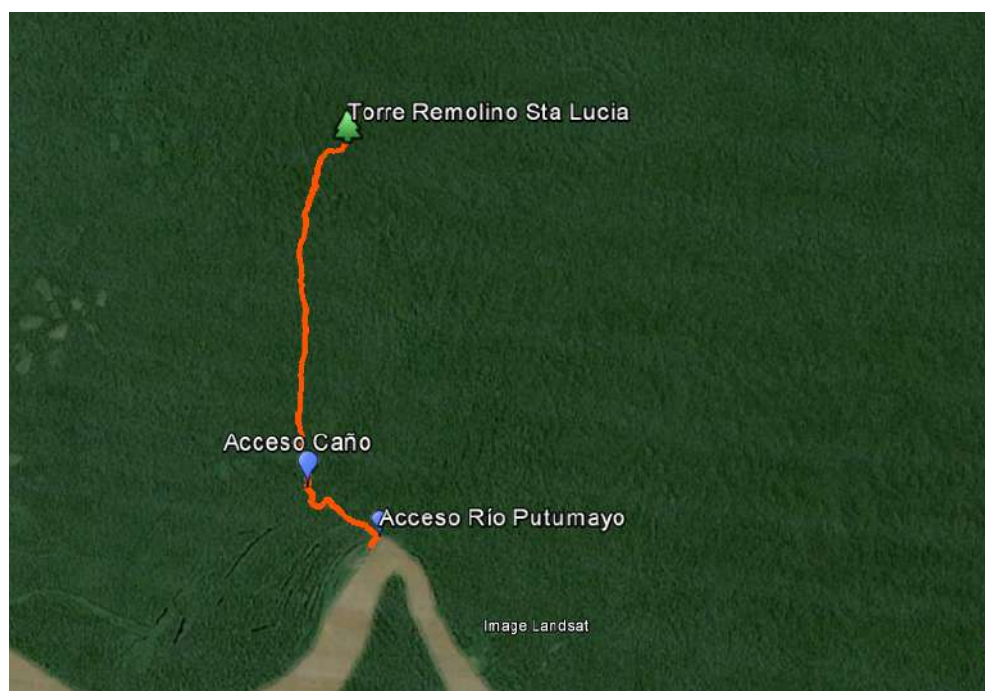 Torre Remolino Sta Lucia
Acceso Caño
Acceso Río Putumayo
Image Landsat